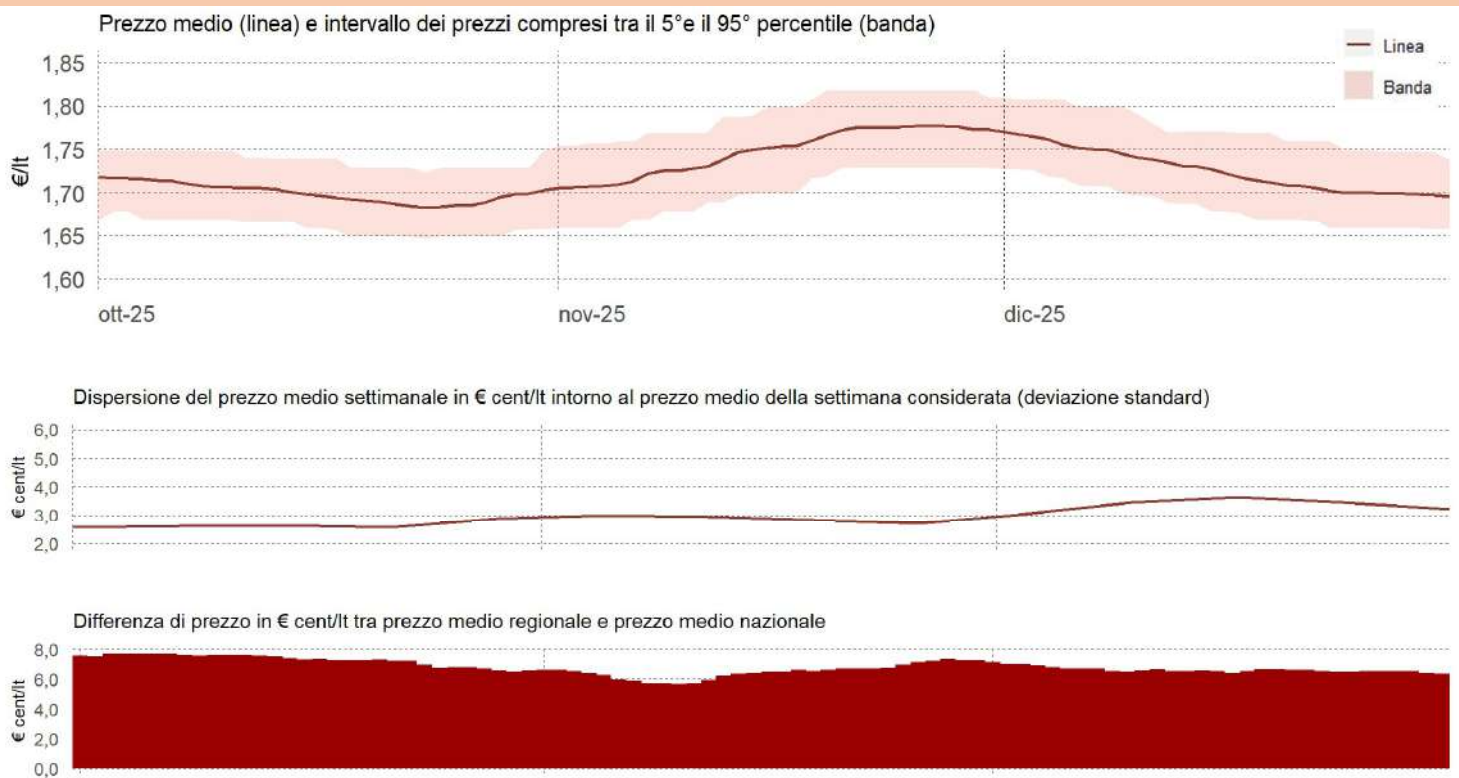 Prezzo medio (linea) e intervallo dei prezzi compresi tra il 5°e il 95° percentile (banda)
Linea
Banda
€/lt
1,85
1,80
1,75
1,70
1,65
1,60
ott-25 nov-25 dic-25
Dispersione del prezzo medio settimanale in € cent/lt intorno al prezzo medio della settimana considerata (deviazione standard)
€ cent/lt
6,0
5,0
4,0
3,0
2,0
Differenza di prezzo in € cent/lt tra prezzo medio regionale e prezzo medio nazionale
€ cent/lt
8,0
6,0
4,0
2,0
0,0